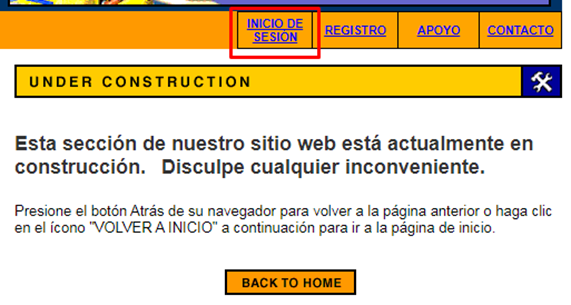 INICIO DE
SESIÓN
REGISTRO
APOYO
CONTACTO
UNDER CONSTRUCTION
Esta sección de nuestro sitio web está actualmente en
construcción. Disculpe cualquier inconveniente.
Presione el botón Atrás de su navegador para volver a la página anterior o haga clic
en el ícono "VOLVER A INICIO" a continuación para ir a la página de inicio.
BACK TO HOME